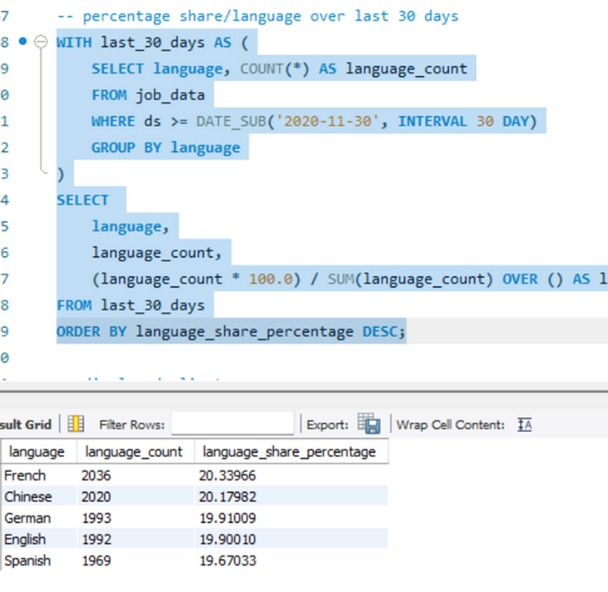 7 -- percentage share/language over last 30 days
8 WITH last_30_days AS (
9 SELECT language, COUNT(*) AS language_count
0 FROM job_data
1 WHERE ds >= DATE_SUB('2020-11-30', INTERVAL 30 DAY)
2 GROUP BY language
3 )
4 SELECT
5 language,
6 language_count,
7 (language_count * 100.0) / SUM(language_count) OVER () AS l
8 FROM last_30_days
9 ORDER BY language_share_percentage DESC;
0
sult Grid Filter Rows: Export: Wrap Cell Content: IA
language language_count language_share_percentage
French 2036 20.33966
Chinese 2020 20.17982
German 1993 19.91009
English 1992 19.90010
Spanish 1969 19.67033